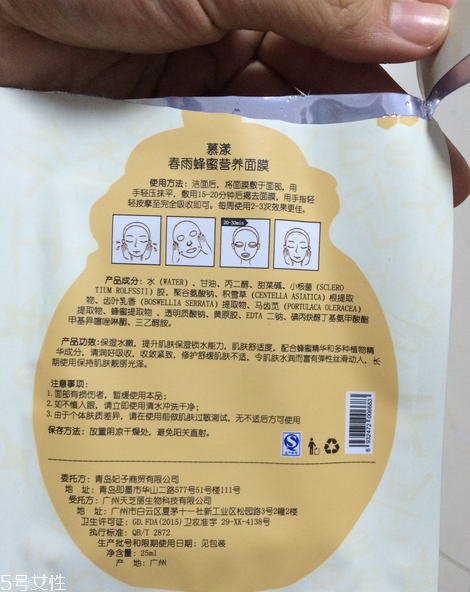 慕漾
春雨蜂蜜营养面膜
使用方法：洁面后，将面膜敷于面部，用
手轻压抹平，敷用15-20分钟后揭去面膜，用手指轻
轻按摩至完全吸收即可。每周使用2-3次效果更佳。
20-30min
产品成分：水（WATER）、甘油、丙二醇、甜菜碱、小核菌（SCLERO
TIUM ROLFSSII）胶、聚谷氨酸钠、积雪草（CENTELLA ASIATICA）根提取
物、齿叶乳香（BOSWELLIA SERRATA）提取物、马齿苋（PORTULACA OLERACEA）
提取物、蜂蜜提取物 、透明质酸钠、黄原胶、EDTA 二钠、碘丙炔醇丁基氨甲酸酯
甲基异噻唑啉酮、三乙醇胺。
产品功效：保湿水嫩，提升肌肤保湿锁水能力，肌肤舒适度，配合蜂蜜精华和多种植物精
华成分，清润好吸收，收敛紧致，修护舒缓肌肤不适，令肌肤水润而富有弹性丝滑动人，长
期使用保持肌肤靓丽光泽。
注意事项：
1.面部有损伤者，暂缓使用本品；
2.如不慎入眼，请立即使用清水冲洗干净；
3.由于个体肤质差异，请在使用前做肌肤过敏测试，无不适后方可使用
保存方法：放置阴凉干燥处，避免阳关直射。
6 932472 006683
委托方：青岛妃子商贸有限公司
地 址：青岛即墨市华山二路577号51号楼111号
受托方：广州天芝丽生物科技有限公司
地 址：广州市白云区夏茅十一社新工业区松园路3号2幢2楼
卫生许可证：GD.FDA(2015)卫妆准字 29-XK-4138号
执行标准：QB/T 2872
生产批号和限期使用日期：见包装
净含量：25ml
产 地：广州
5号女性